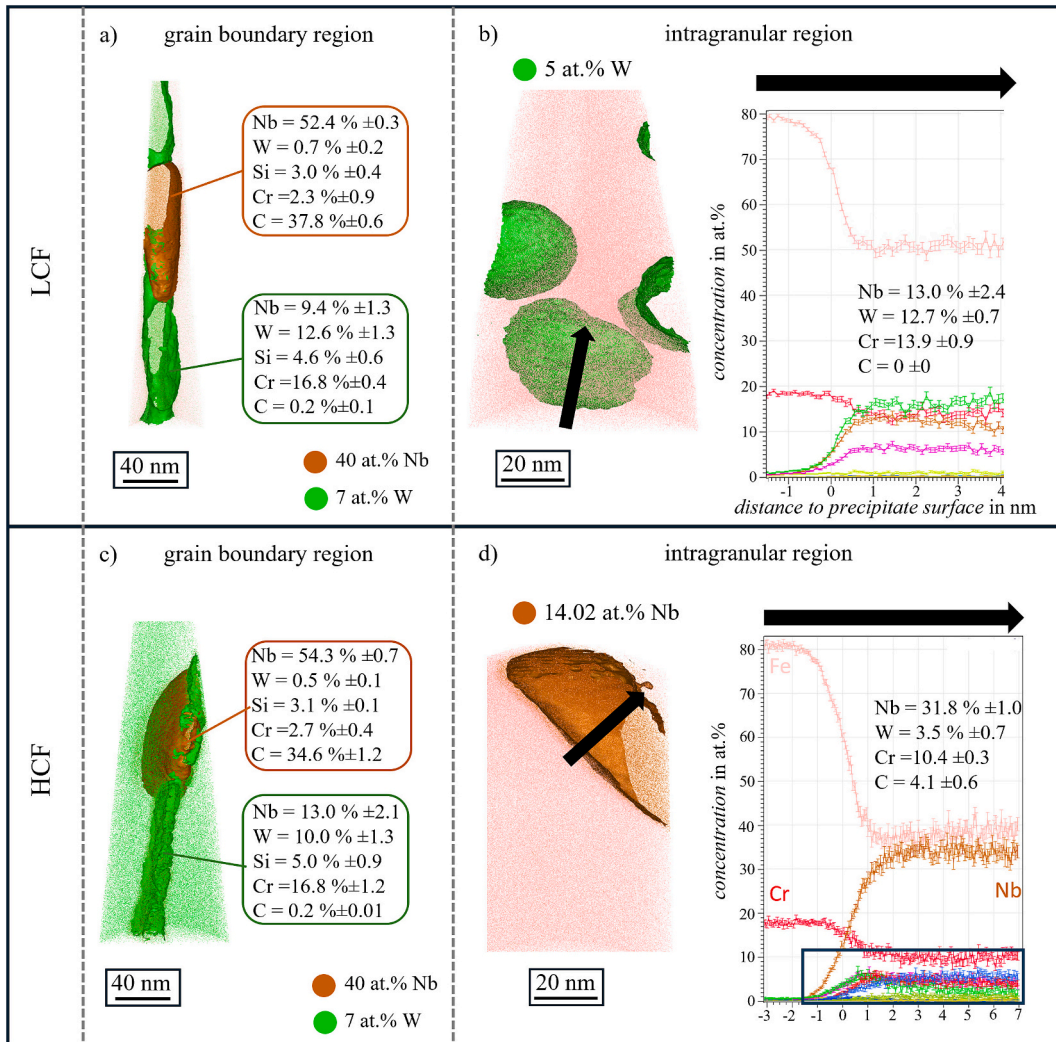 LCF
a) grain boundary region
Nb = 52.4 % ±0.3
W = 0.7 % ±0.2
Si = 3.0 % ±0.4
Cr =2.3 %±0.9
C = 37.8 %±0.6
Nb = 9.4 % ±1.3
W = 12.6 % ±1.3
Si = 4.6 % ±0.6
Cr =16.8 %±0.4
C = 0.2 %±0.1
40 nm
40 at.% Nb
7 at.% W
b) intragranular region
5 at.% W
20 nm
concentration in at.%
80
70
60
50
40
30
20
10
0
Nb = 13.0 % ±2.4
W = 12.7 % ±0.7
Cr =13.9 % ±0.9
C = 0 ±0
-1 0 1 2 3 4
distance to precipitate surface in nm
HCF
c) grain boundary region
Nb = 54.3 % ±0.7
W = 0.5 % ±0.1
Si = 3.1 % ±0.1
Cr =2.7 % ±0.4
C = 34.6 %±1.2
Nb = 13.0 % ±2.1
W = 10.0 % ±1.3
Si = 5.0 % ±0.9
Cr =16.8 %±1.2
C = 0.2 %±0.01
40 nm
40 at.% Nb
7 at.% W
d) intragranular region
14.02 at.% Nb
20 nm
concentration in at.%
80
70
60
50
40
30
20
10
0
Fe
Nb = 31.8 % ±1.0
W = 3.5 % ±0.7
Cr =10.4 ± 0.3
C = 4.1 ± 0.6
Cr
Nb
-3 -2 -1 0 1 2 3 4 5 6 7